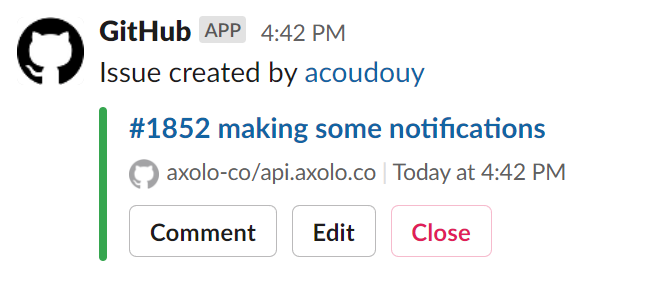 GitHub APP 4:42 PM
Issue created by acoudouy
#1852 making some notifications
axolo-co/api.axolo.co | Today at 4:42 PM
Comment Edit Close